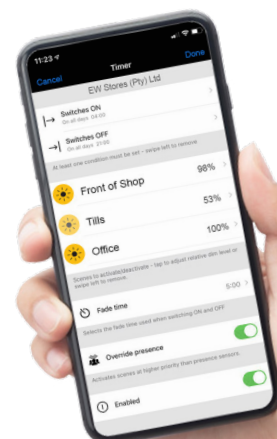 11:23
Cancel Timer Done
EW Stores (Pty) Ltd
Switches ON
On all days 04:00
Switches OFF
On all days 21:00
At least one condition must be set - swipe left to remove.
Front of Shop 98%
Tills 53%
Office 100%
Scenes to activate/deactivate - tap to adjust relative dim level or
swipe left to remove.
Fade time 5:00
Selects the fade time used when switching ON and OFF
Override presence
Activates scenes at higher priority than presence sensors.
Enabled